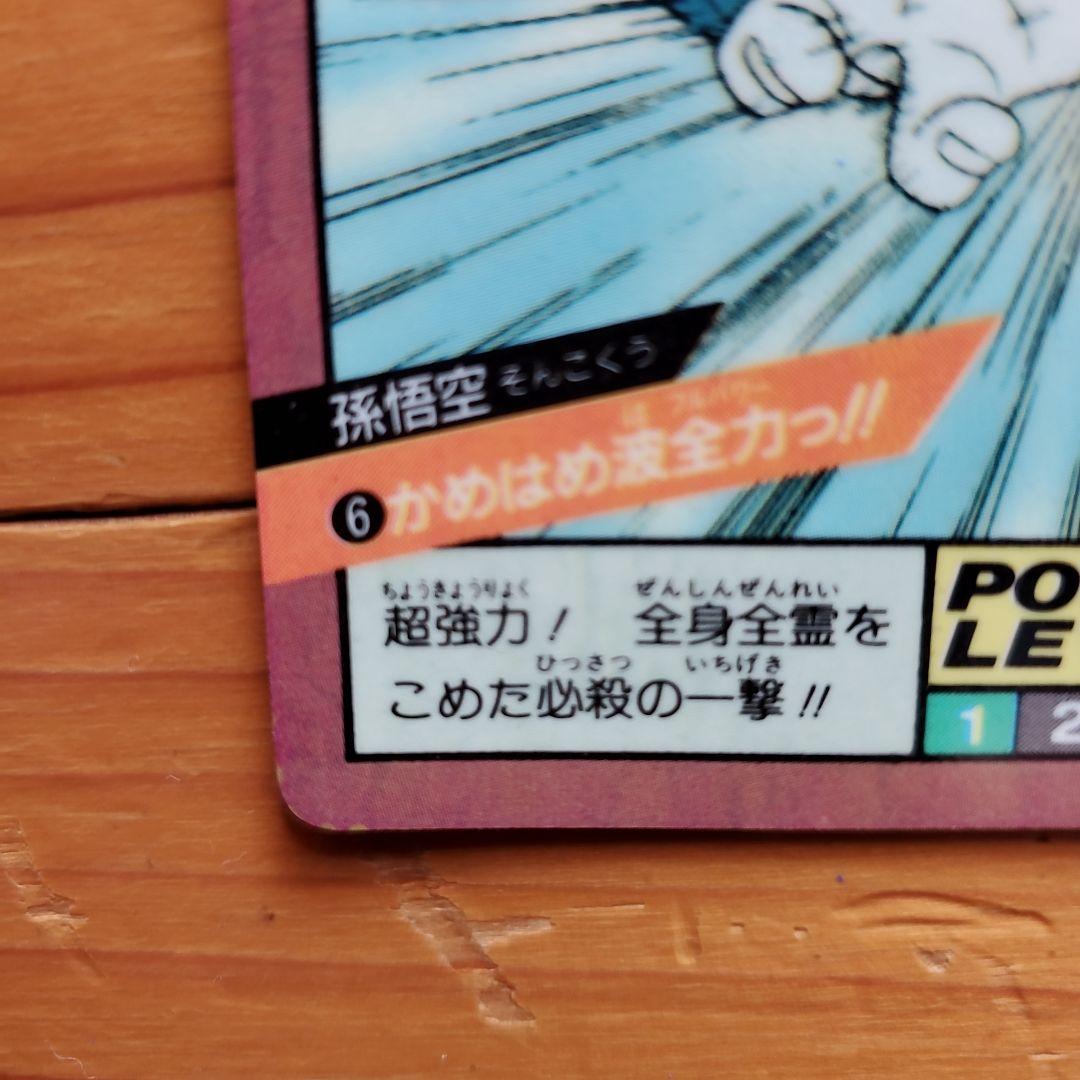 孫悟空 そんごくう
は フルパワー
6 かめはめ波全力っ!!
ちょうきょうりょく ぜんしんぜんれい
超強力! 全身全霊を
ひっさつ いちげき
こめた必殺の一撃!!
PO
LE
1 2